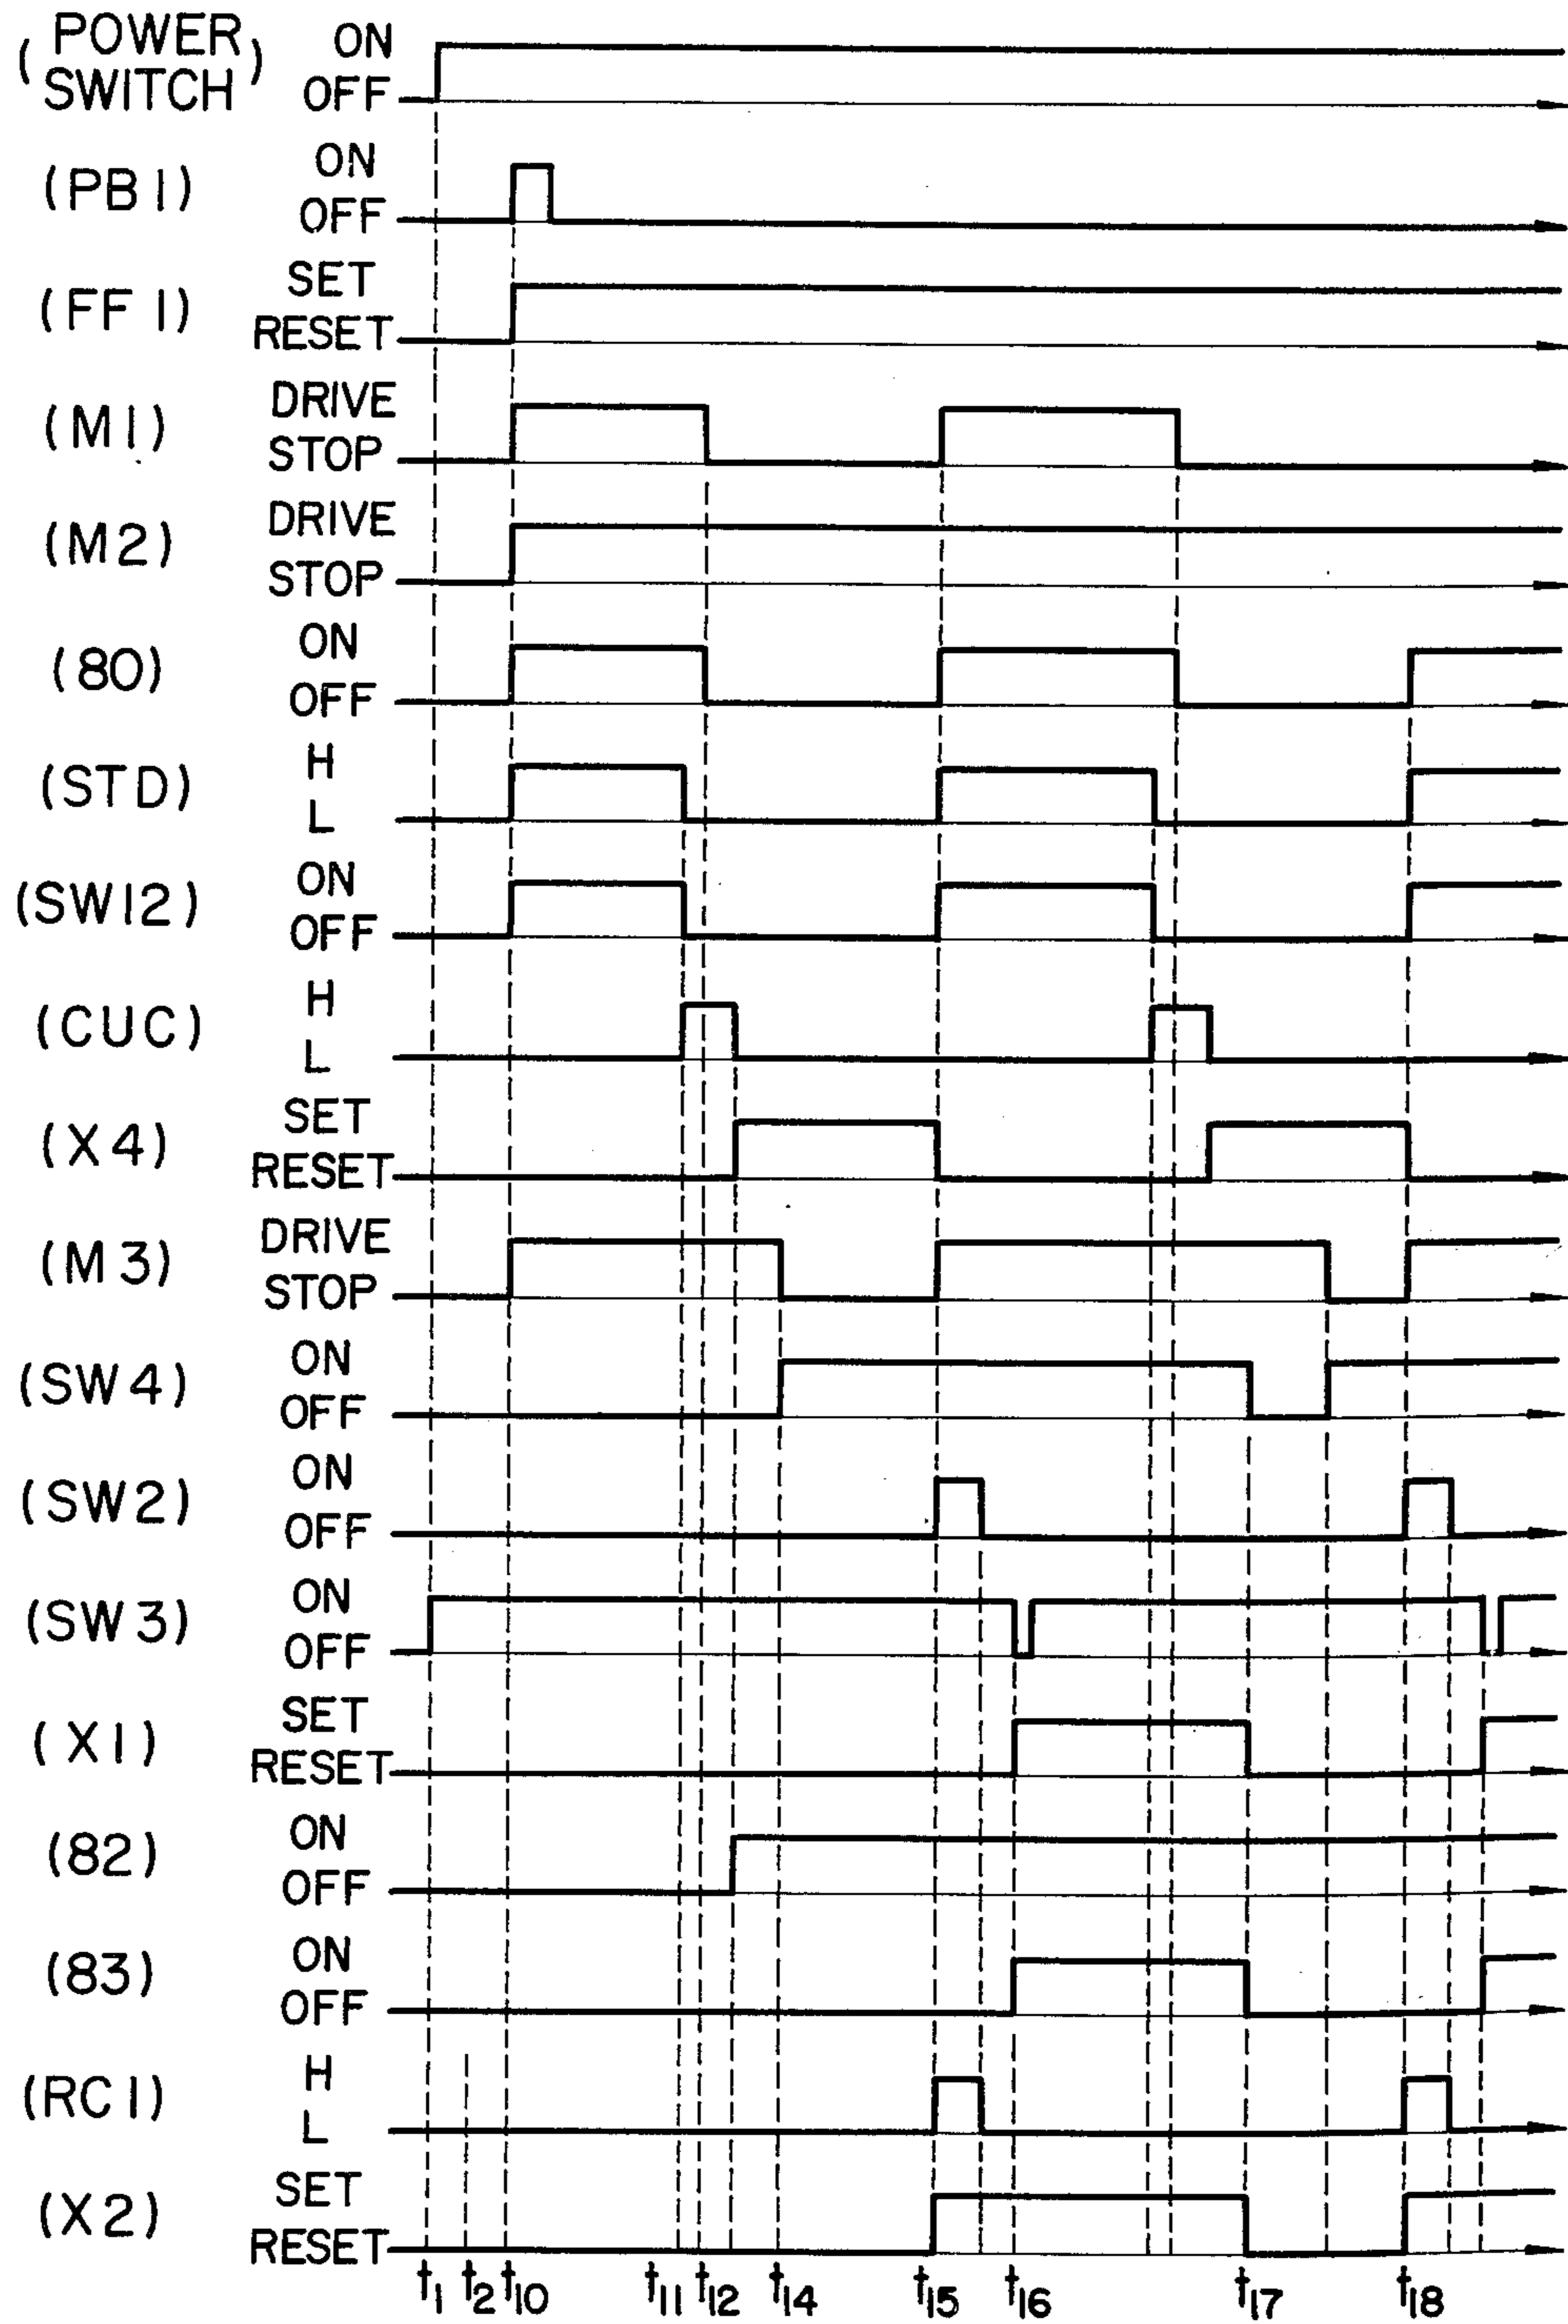 (POWER SWITCH) ON
OFF
(PB1) ON
OFF
(FF1) SET
RESET
(M1) DRIVE
STOP
(M2) DRIVE
STOP
(80) ON
OFF
(STD) H
L
(SW12) ON
OFF
(CUC) H
L
(X4) SET
RESET
(M3) DRIVE
STOP
(SW4) ON
OFF
(SW2) ON
OFF
(SW3) ON
OFF
(X1) SET
RESET
(82) ON
OFF
(83) ON
OFF
(RC1) H
L
(X2) SET
RESET
t1 t2 t10 t11 t12 t14 t15 t16 t17 t18